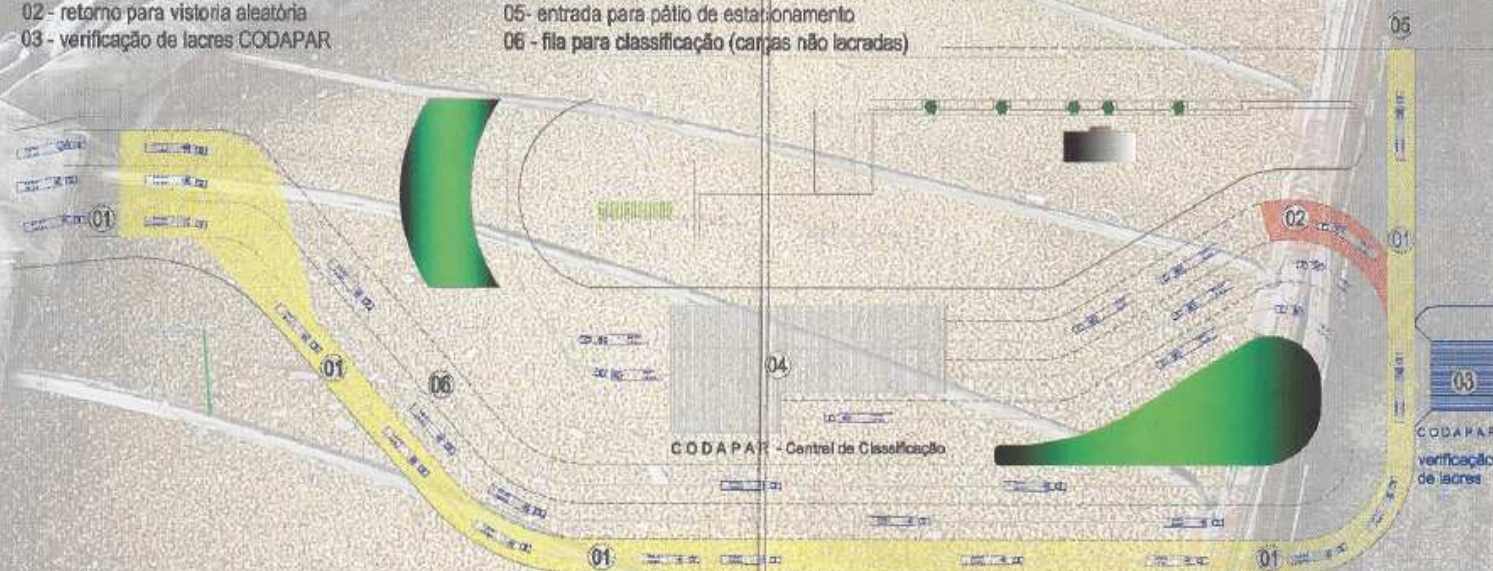 02 - retorno para vistoria aleatória
03 - verificação de lacres CODAPAR
05- entrada para pátio de estacionamento
06 - fila para classificação (cargas não lacradas)
05
01
02
01
04
01
06
03
CODAPAR - Central de Classificação
CODAPAR
verificação
de lacres
01
01